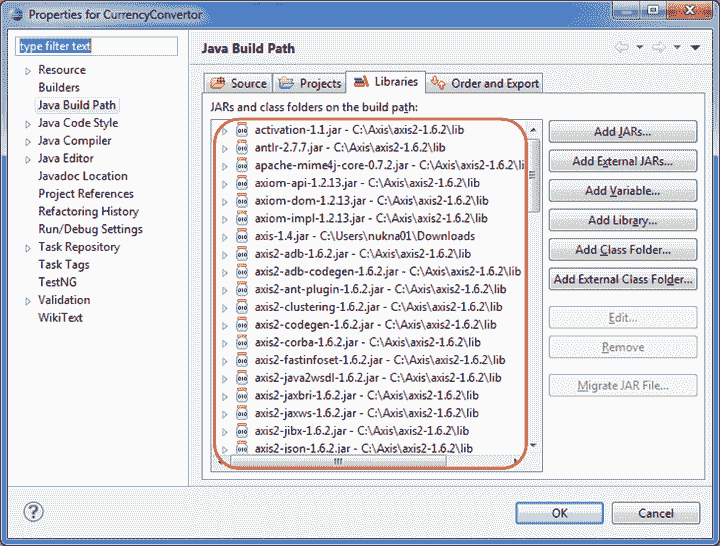 Properties for CurrencyConvertor
type filter text
Resource
Builders
Java Build Path
Java Code Style
Java Compiler
Java Editor
Javadoc Location
Project References
Refactoring History
Run/Debug Settings
Task Repository
Task Tags
TestNG
Validation
WikiText
Java Build Path
Source
Projects
Libraries
Order and Export
JARs and class folders on the build path:
activation-1.1.jar - C:\Axis\axis2-1.6.2\lib
antlr-2.7.7.jar - C:\Axis\axis2-1.6.2\lib
apache-mime4j-core-0.7.2.jar - C:\Axis\axis2-1.6.2\li
axiom-api-1.2.13.jar - C:\Axis\axis2-1.6.2\lib
axiom-dom-1.2.13.jar - C:\Axis\axis2-1.6.2\lib
axiom-impl-1.2.13.jar - C:\Axis\axis2-1.6.2\lib
axis-1.4.jar - C:\Users\nukna01\Downloads
axis2-adb-1.6.2.jar - C:\Axis\axis2-1.6.2\lib
axis2-adb-codegen-1.6.2.jar - C:\Axis\axis2-1.6.2\lib
axis2-ant-plugin-1.6.2.jar - C:\Axis\axis2-1.6.2\lib
axis2-clustering-1.6.2.jar - C:\Axis\axis2-1.6.2\lib
axis2-codegen-1.6.2.jar - C:\Axis\axis2-1.6.2\lib
axis2-corba-1.6.2.jar - C:\Axis\axis2-1.6.2\lib
axis2-fastinfoset-1.6.2.jar - C:\Axis\axis2-1.6.2\lib
axis2-java2wsdl-1.6.2.jar - C:\Axis\axis2-1.6.2\lib
axis2-jaxbri-1.6.2.jar - C:\Axis\axis2-1.6.2\lib
axis2-jaxws-1.6.2.jar - C:\Axis\axis2-1.6.2\lib
axis2-jibx-1.6.2.jar - C:\Axis\axis2-1.6.2\lib
axis2-json-1.6.2.jar - C:\Axis\axis2-1.6.2\lib
Add JARs...
Add External JARs...
Add Variable...
Add Library...
Add Class Folder...
Add External Class Folder...
Edit...
Remove
Migrate JAR File...
OK
Cancel